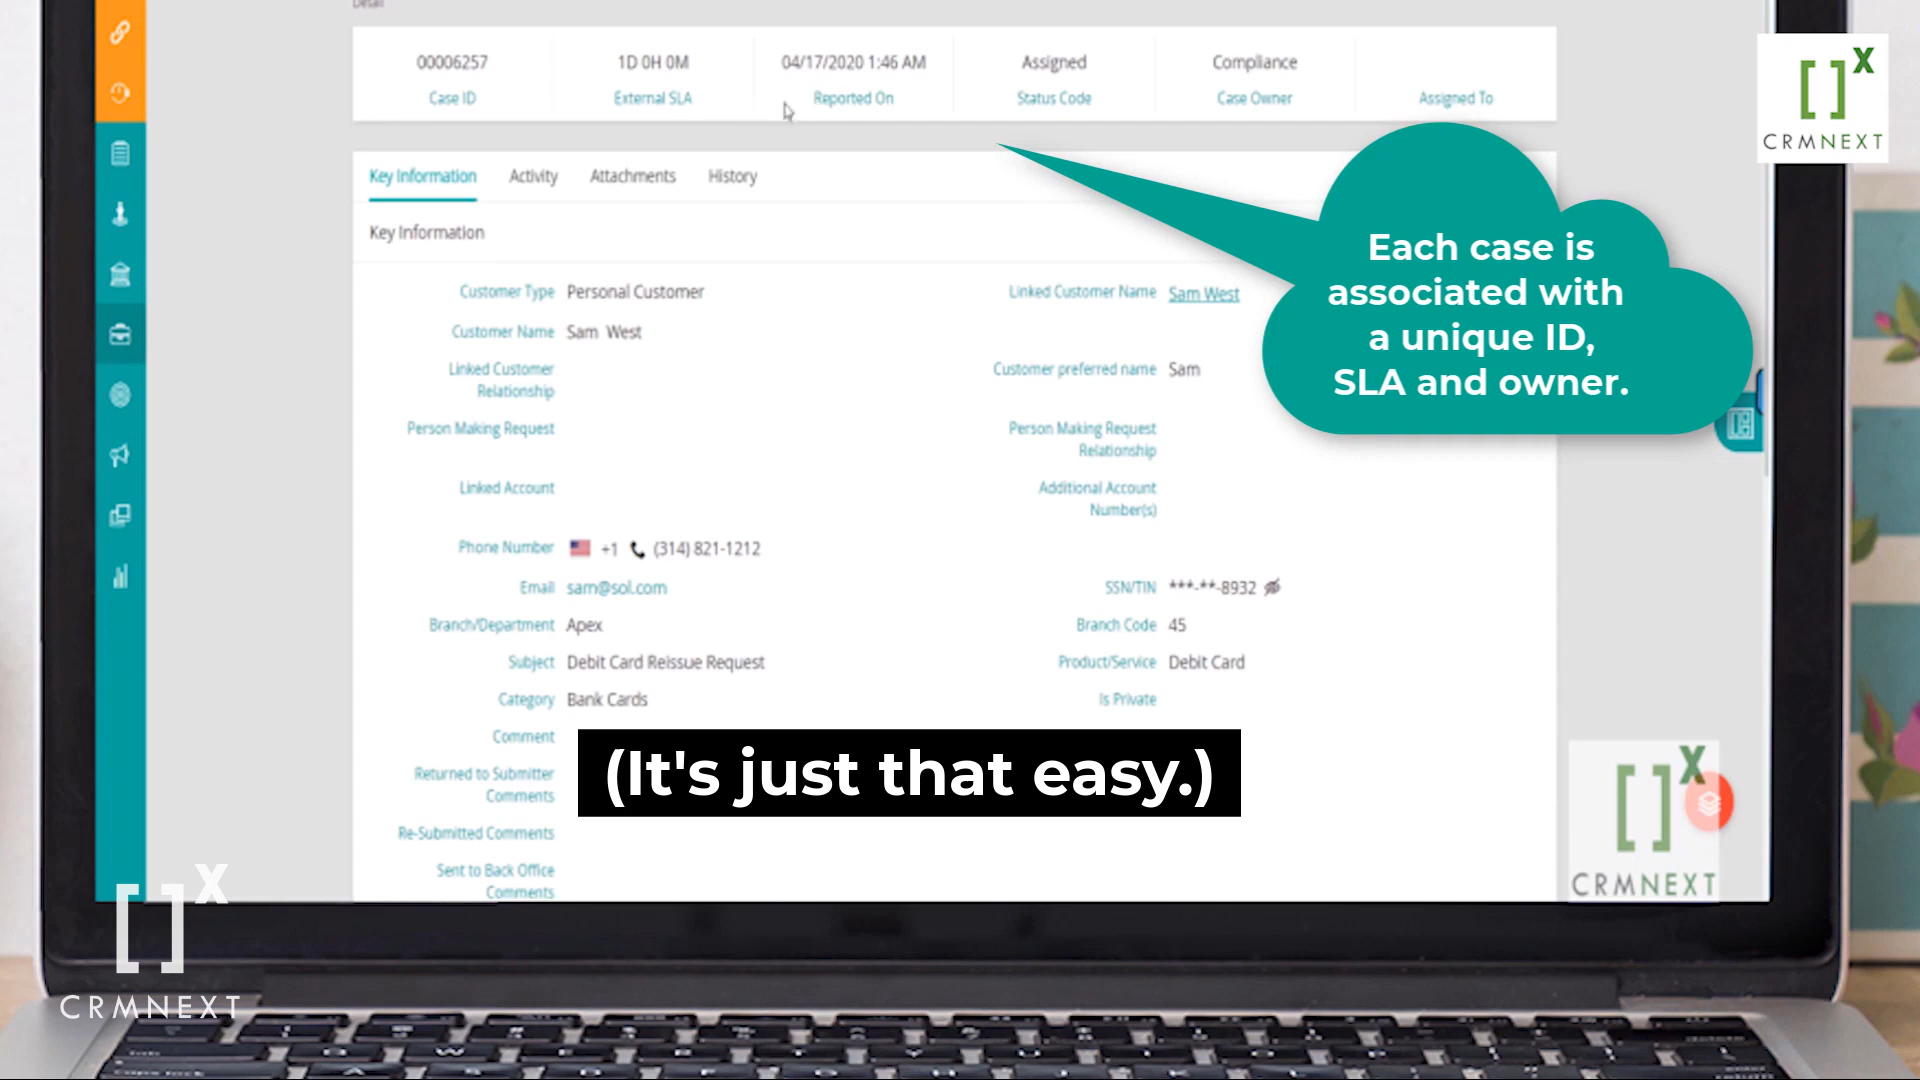 Detail
00006257
Case ID
1D 0H 0M
External SLA
04/17/2020 1:46 AM
Reported On
Assigned
Status Code
Compliance
Case Owner
Assigned To
[]X
CRMNEXT
Key Information
Activity
Attachments
History
Each case is
associated with
a unique ID,
SLA and owner.
Key Information
Customer Type Personal Customer
Linked Customer Name Sam West
Customer Name Sam West
Linked Customer
Relationship
Customer preferred name Sam
Person Making Request
Person Making Request
Relationship
Linked Account
Additional Account
Number(s)
Phone Number +1 (314) 821-1212
Email sam@sol.com
SSN/TIN ***-**-8932
Branch/Department Apex
Branch Code 45
Subject Debit Card Reissue Request
Product/Service Debit Card
Category Bank Cards
Is Private
Comment
(It's just that easy.)
Returned to Submitter
Comments
Re-Submitted Comments
Sent to Back Office
Comments
[]X
CRMNEXT
[]X
CRMNEXT